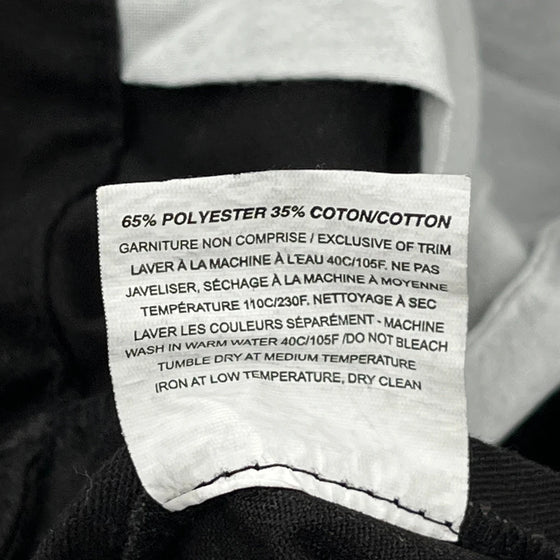 65% POLYESTER 35% COTON/COTTON
GARNITURE NON COMPRISE / EXCLUSIVE OF TRIM
LAVER À LA MACHINE À L'EAU 40C/105F. NE PAS
JAVELISER, SÉCHAGE À LA MACHINE À MOYENNE
TEMPÉRATURE 110C/230F. NETTOYAGE À SEC
LAVER LES COULEURS SÉPARÉMENT - MACHINE
WASH IN WARM WATER 40C/105F /DO NOT BLEACH
TUMBLE DRY AT MEDIUM TEMPERATURE
IRON AT LOW TEMPERATURE, DRY CLEAN